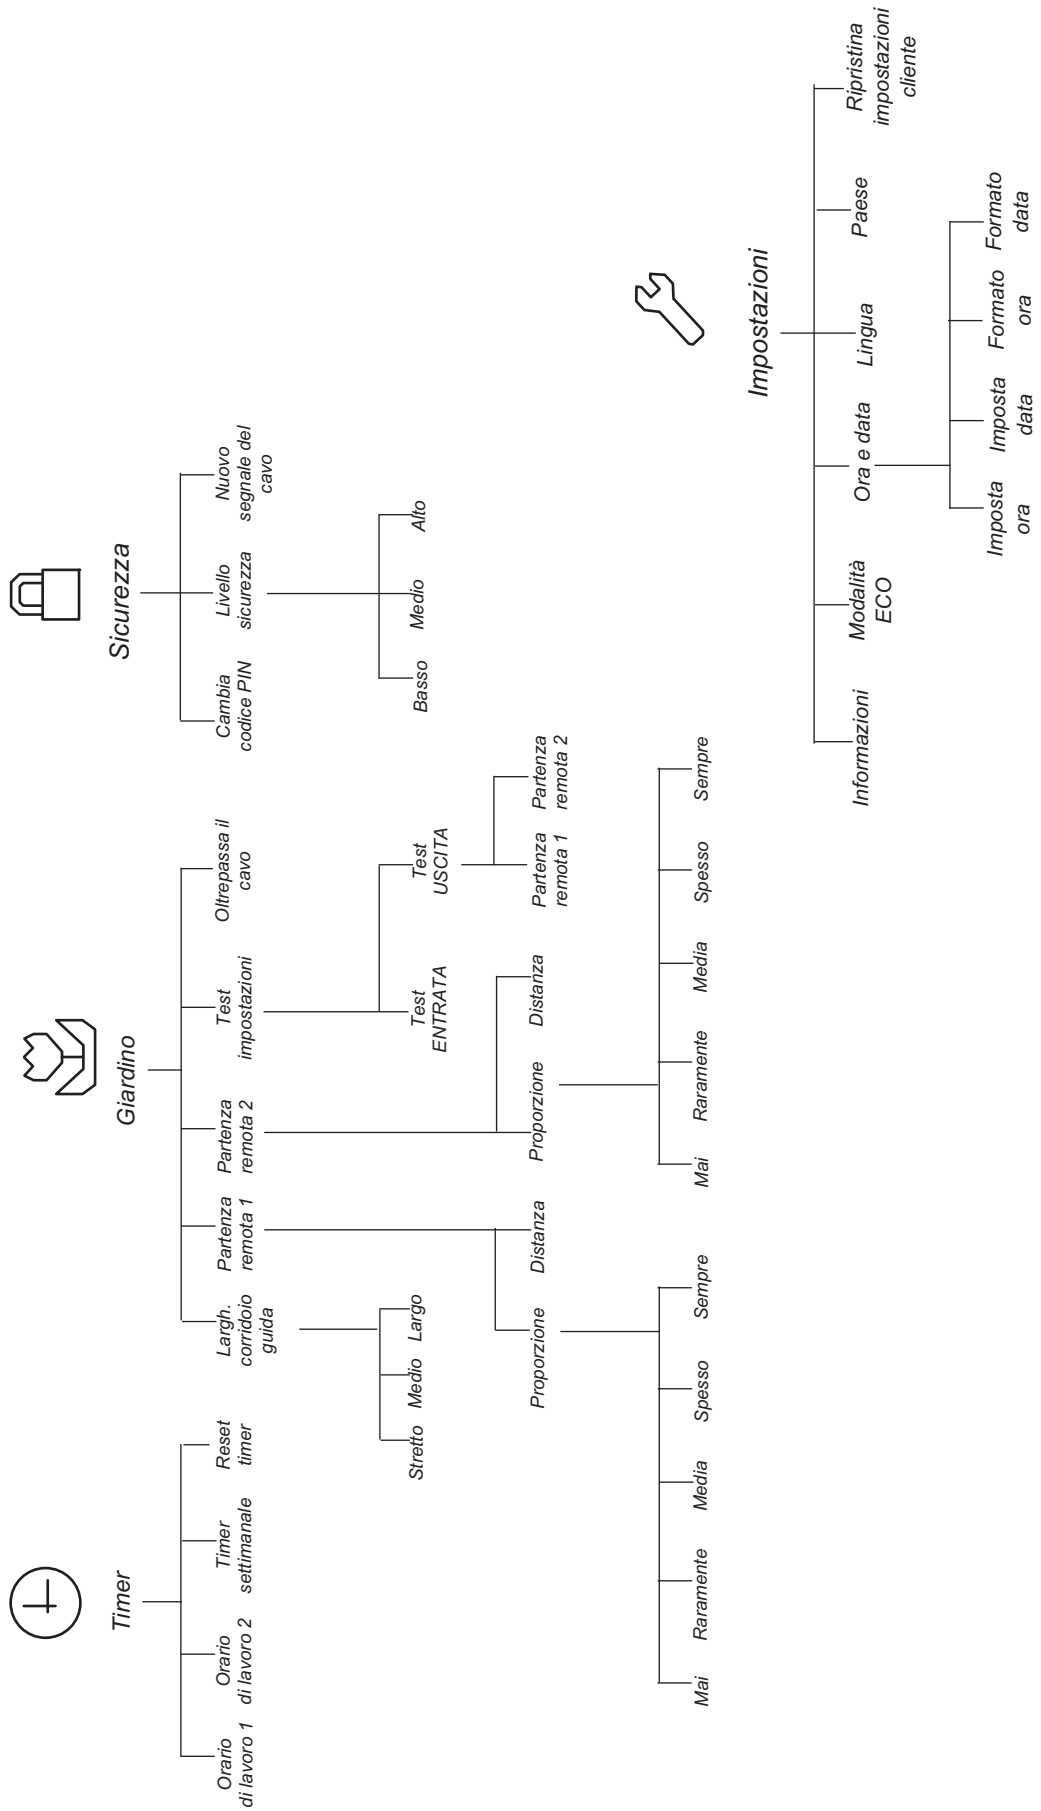 Timer
Orario
di lavoro 1
Orario
di lavoro 2
Timer
settimanale
Reset
timer
Giardino
Largh.
corridoio
guida
Stretto
Medio
Largo
Partenza
remota 1
Proporzione
Mai
Raramente
Media
Spesso
Sempre
Distanza
Partenza
remota 2
Proporzione
Mai
Raramente
Media
Spesso
Sempre
Distanza
Test
impostazioni
Test
ENTRATA
Test
USCITA
Partenza
remota 1
Partenza
remota 2
Oltrepassa il
cavo
Sicurezza
Cambia
codice PIN
Livello
sicurezza
Basso
Medio
Alto
Nuovo
segnale del
cavo
Impostazioni
Informazioni
Modalità
ECO
Ora e data
Imposta
ora
Imposta
data
Formato
ora
Formato
data
Lingua
Paese
Ripristina
impostazioni
cliente